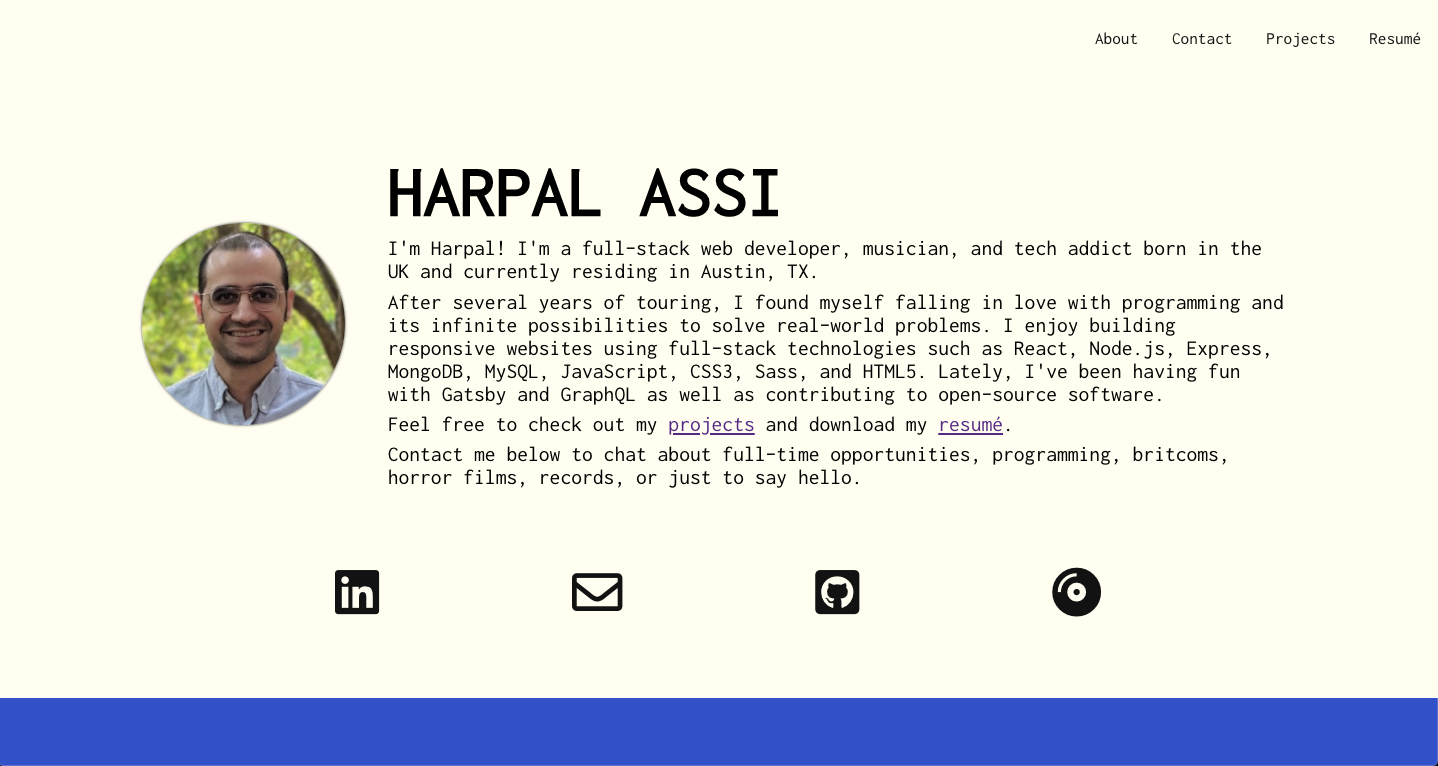 About Contact Projects Resumé
HARPAL ASSI
I'm Harpal! I'm a full-stack web developer, musician, and tech addict born in the
UK and currently residing in Austin, TX.
After several years of touring, I found myself falling in love with programming and
its infinite possibilities to solve real-world problems. I enjoy building
responsive websites using full-stack technologies such as React, Node.js, Express,
MongoDB, MySQL, JavaScript, CSS3, Sass, and HTML5. Lately, I've been having fun
with Gatsby and GraphQL as well as contributing to open-source software.
Feel free to check out my projects and download my resumé.
Contact me below to chat about full-time opportunities, programming, britcoms,
horror films, records, or just to say hello.
in